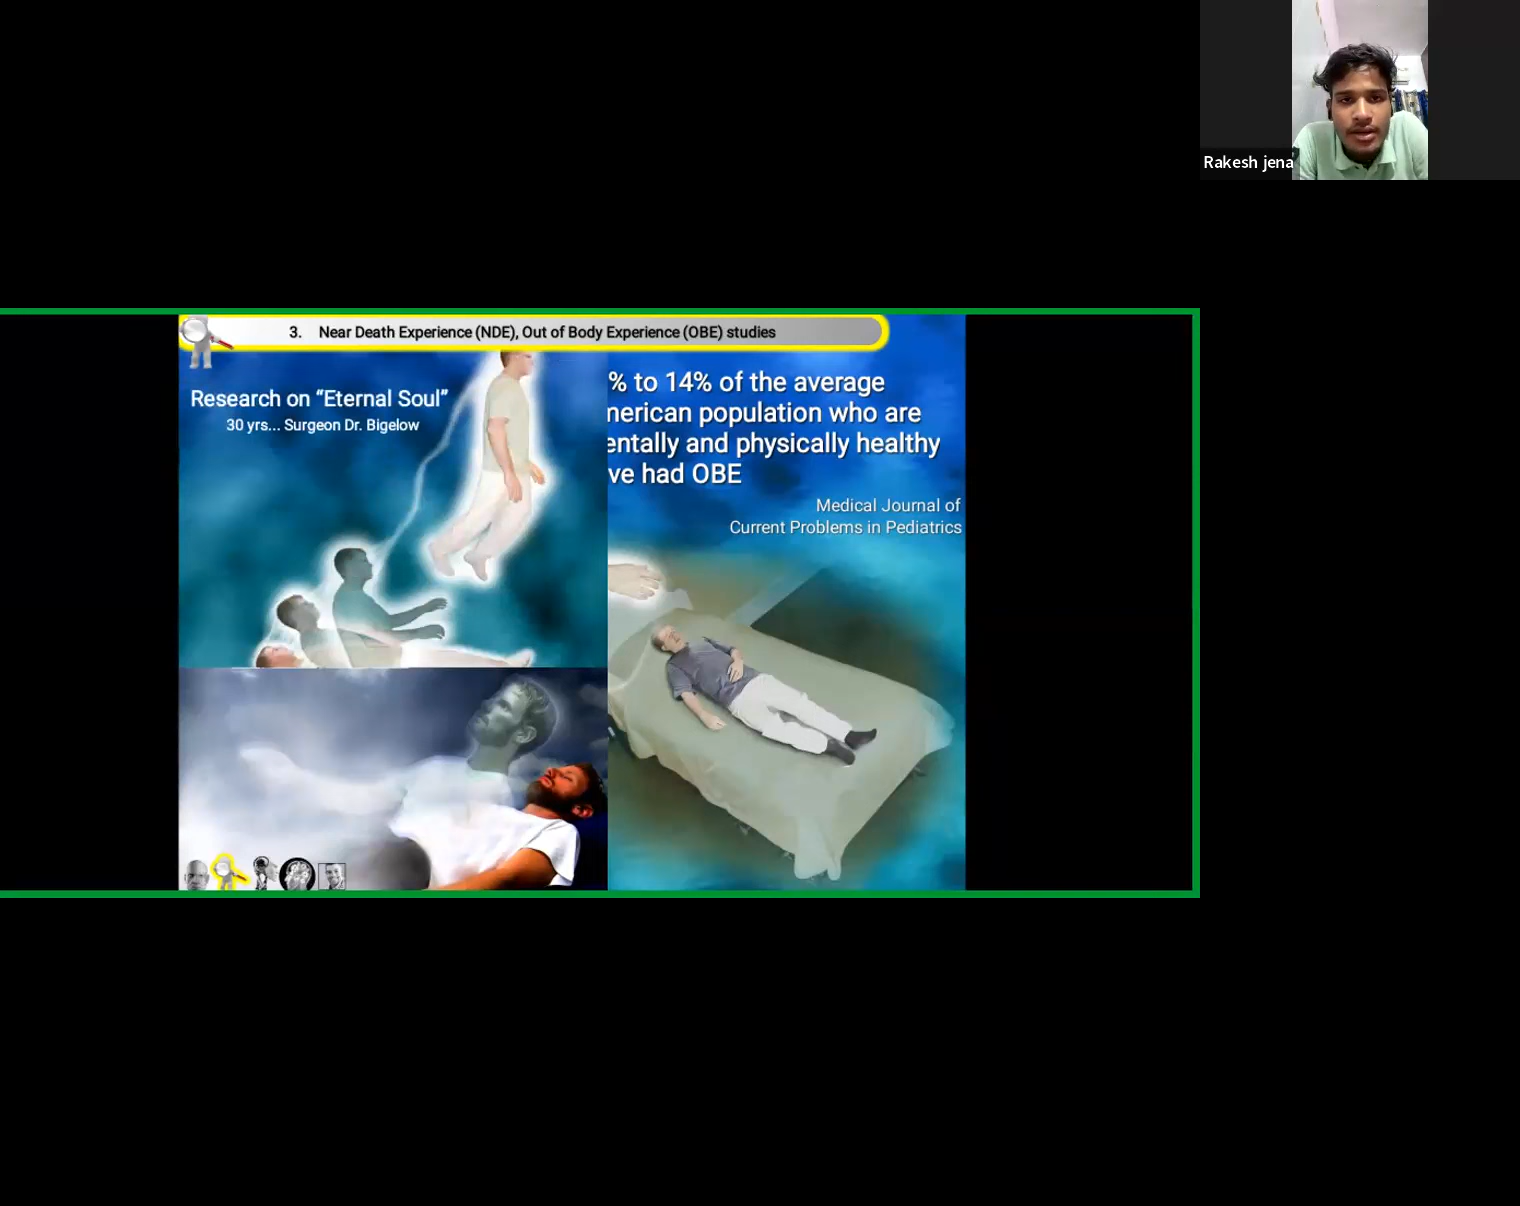 Rakesh jena
3. Near Death Experience (NDE), Out of Body Experience (OBE) studies
Research on “Eternal Soul”
30 yrs... Surgeon Dr. Bigelow
% to 14% of the average
merican population who are
entally and physically healthy
ve had OBE
Medical Journal of
Current Problems in Pediatrics